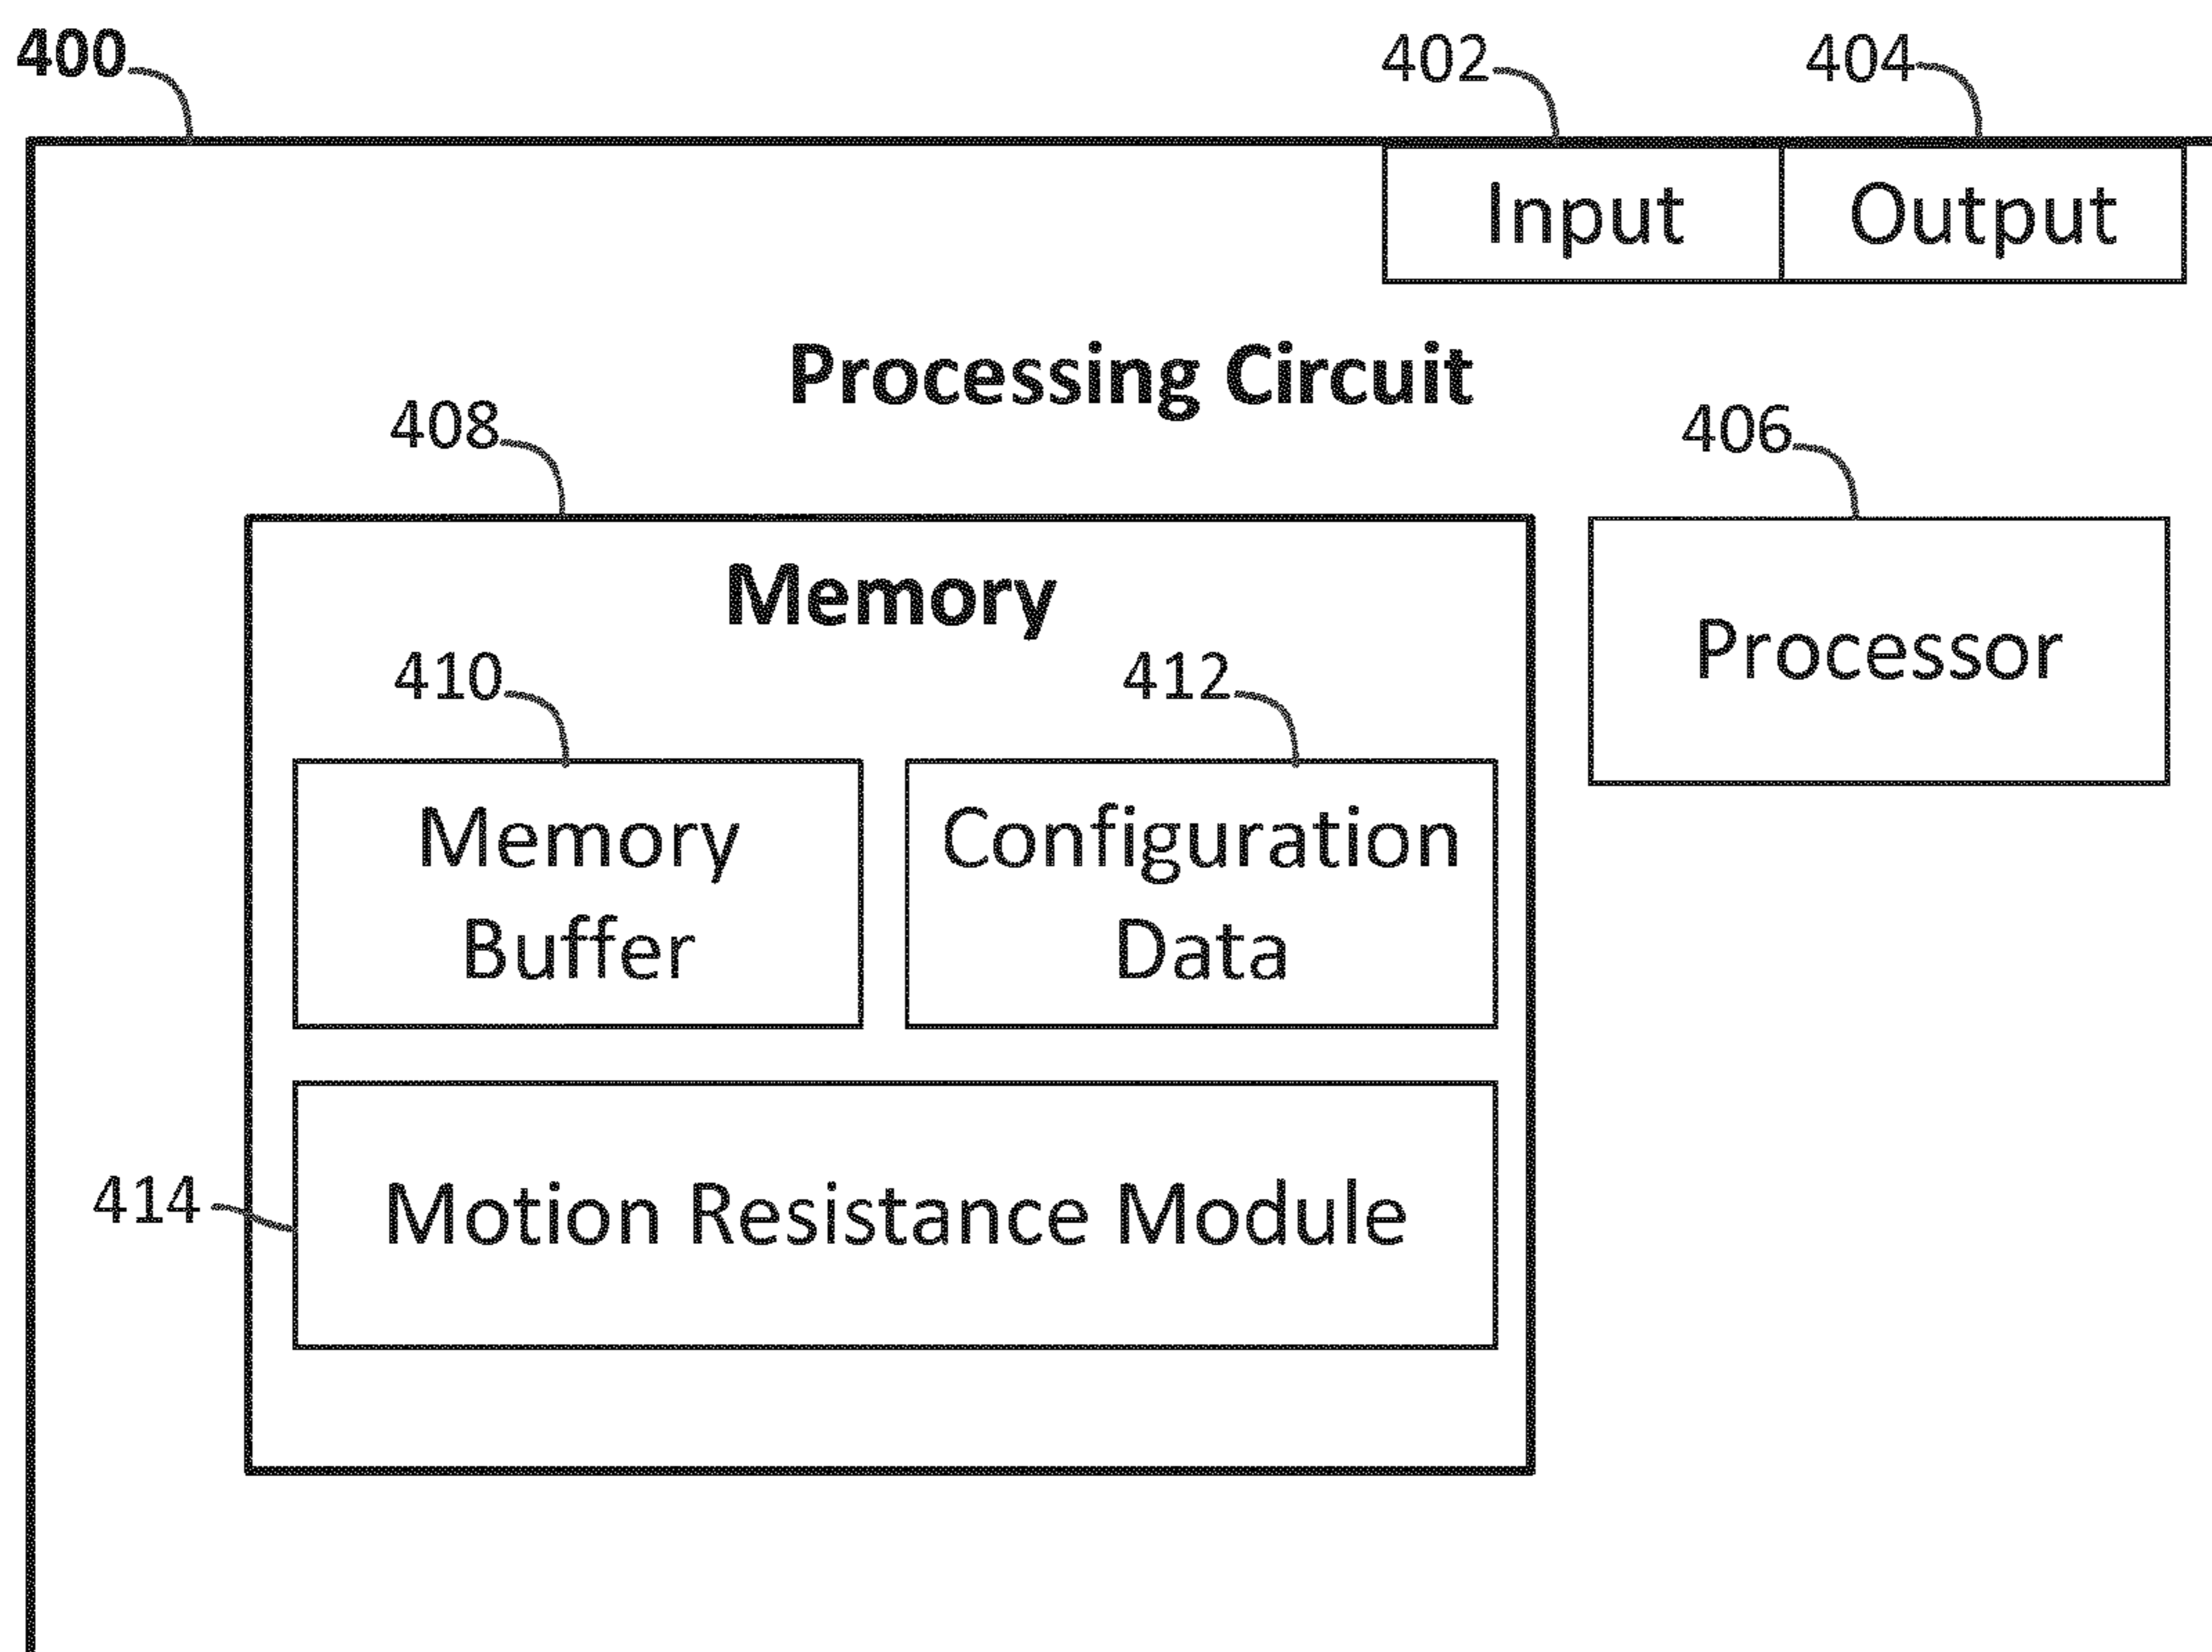 400
402
404
Input
Output
Processing Circuit
408
406
Memory
Processor
410
412
Memory
Buffer
Configuration
Data
414
Motion Resistance Module